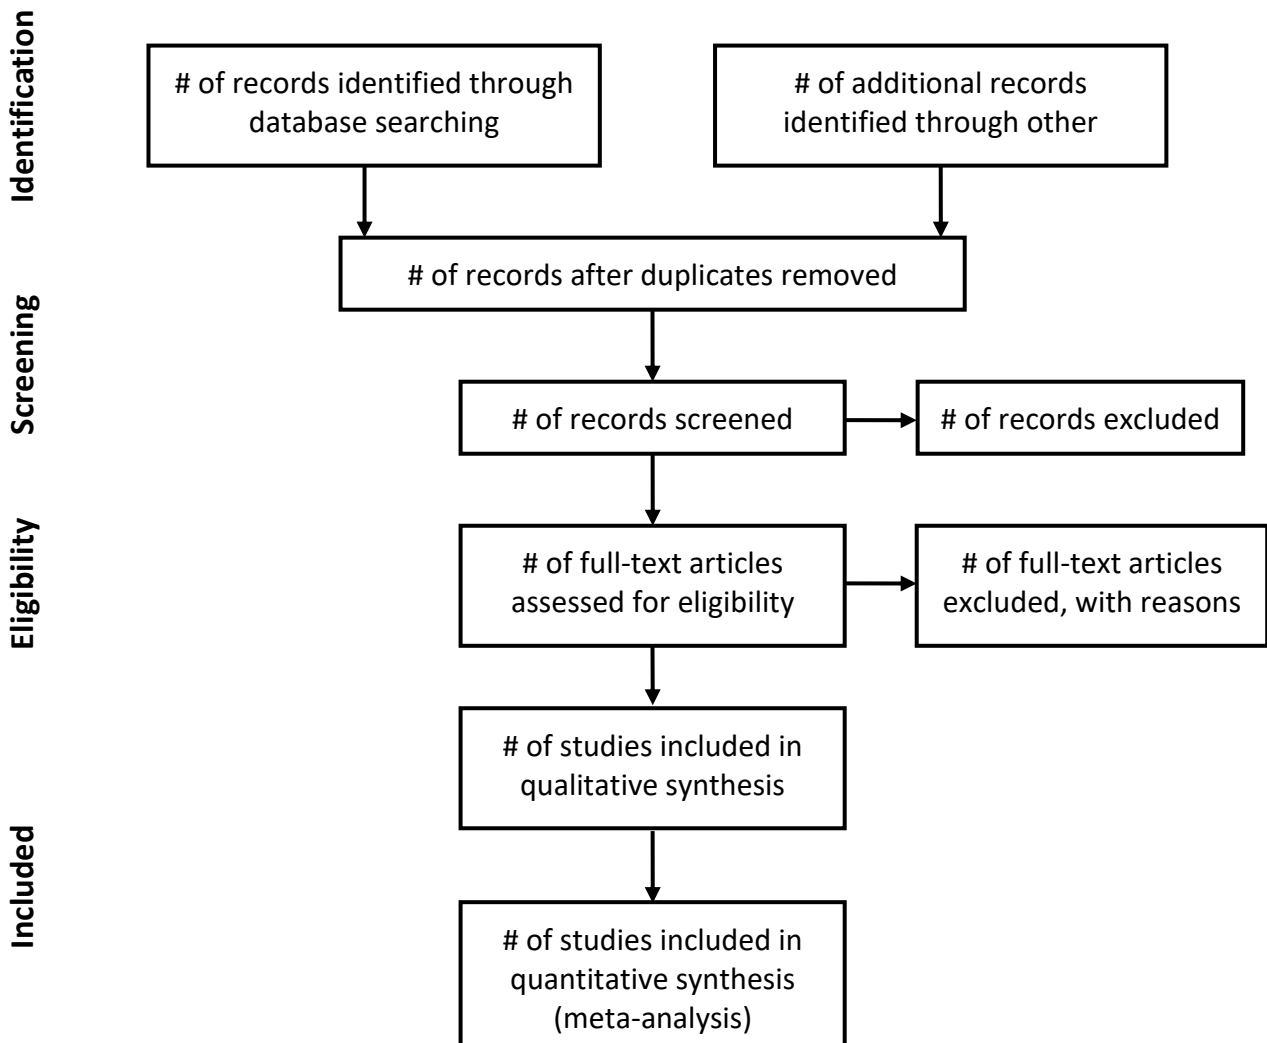 Identification
# of records identified through
database searching
# of additional records
identified through other
# of records after duplicates removed
Screening
# of records screened
# of records excluded
Eligibility
# of full-text articles
assessed for eligibility
# of full-text articles
excluded, with reasons
# of studies included in
qualitative synthesis
Included
# of studies included in
quantitative synthesis
(meta-analysis)